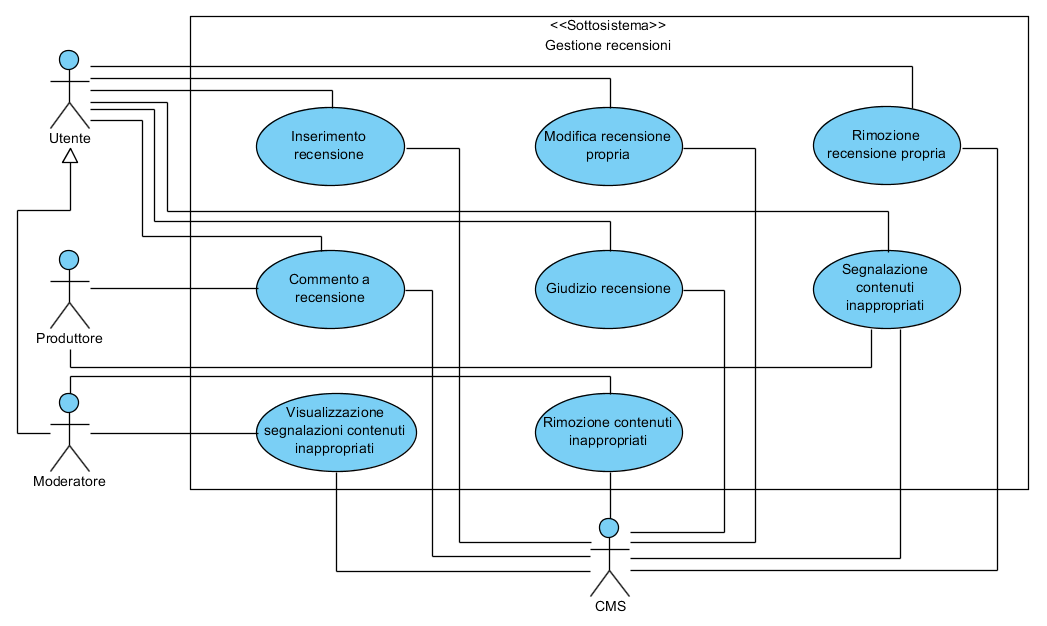 <<Sottosistema>>
Gestione recensioni
Utente
Inserimento
recensione
Modifica recensione
propria
Rimozione
recensione propria
Produttore
Commento a
recensione
Giudizio recensione
Segnalazione
contenuti
inappropriati
Moderatore
Visualizzazione
segnalazioni contenuti
inappropriati
Rimozione contenuti
inappropriati
CMS